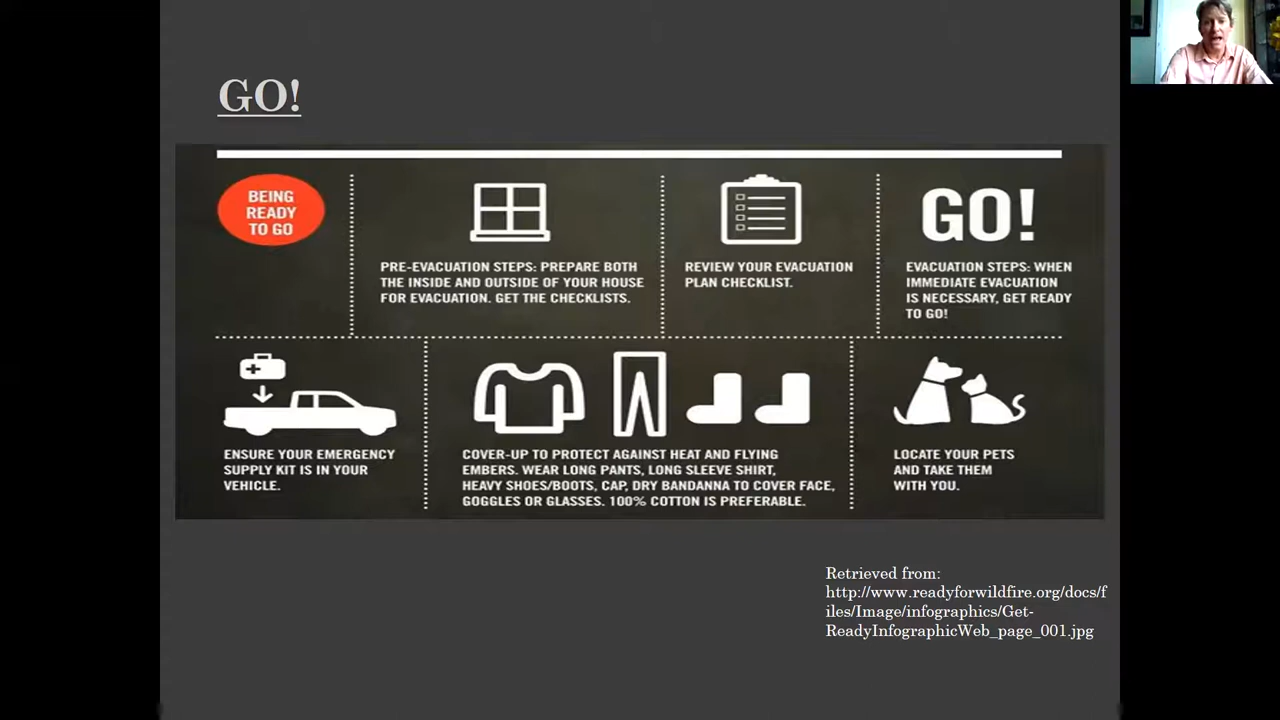 GO!
BEING
READY
TO GO
PRE-EVACUATION STEPS: PREPARE BOTH
THE INSIDE AND OUTSIDE OF YOUR HOUSE
FOR EVACUATION. GET THE CHECKLISTS.
REVIEW YOUR EVACUATION
PLAN CHECKLIST.
GO!
EVACUATION STEPS: WHEN
IMMEDIATE EVACUATION
IS NECESSARY, GET READY
TO GO!
ENSURE YOUR EMERGENCY
SUPPLY KIT IS IN YOUR
VEHICLE.
COVER-UP TO PROTECT AGAINST HEAT AND FLYING
EMBERS. WEAR LONG PANTS, LONG SLEEVE SHIRT,
HEAVY SHOES/BOOTS, CAP, DRY BANDANNA TO COVER FACE,
GOGGLES OR GLASSES. 100% COTTON IS PREFERABLE.
LOCATE YOUR PETS
AND TAKE THEM
WITH YOU.
Retrieved from:
http://www.readyforwildfire.org/docs/f
iles/Image/infographics/Get-
ReadyInfographicWeb_page_001.jpg